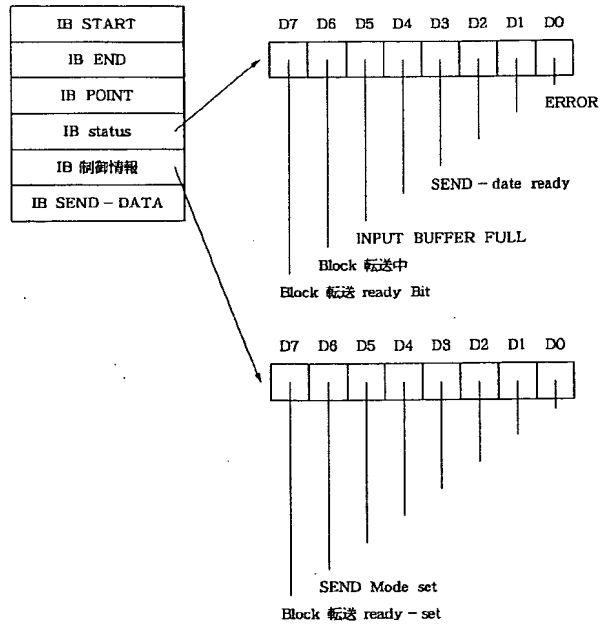 IB START
IB END
IB POINT
IB status
IB 制御情報
IB SEND-DATA
D7 D6 D5 D4 D3 D2 D1 D0
ERROR
SEND-date ready
INPUT BUFFER FULL
Block 転送中
Block 転送 ready Bit
D7 D6 D5 D4 D3 D2 D1 D0
SEND Mode set
Block 転送 ready-set